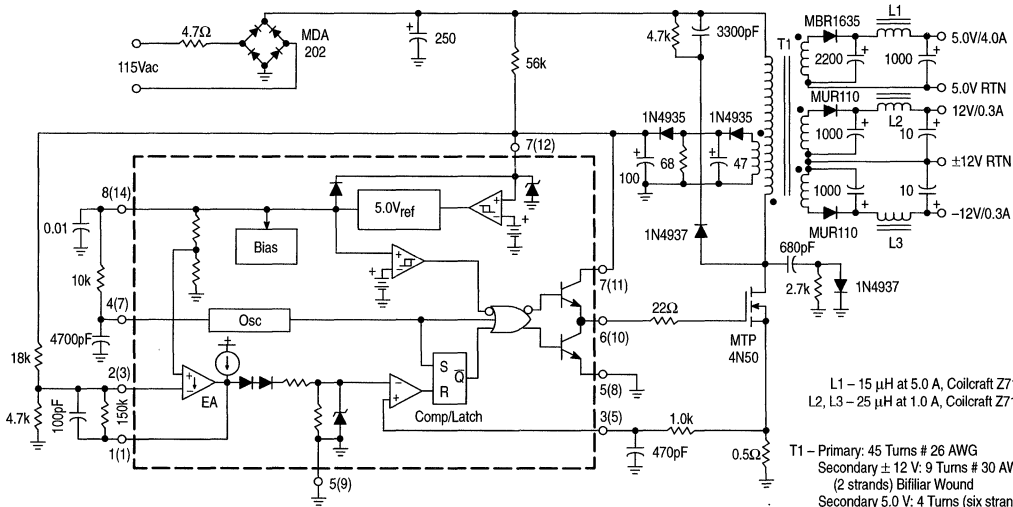 4.7Ω
MDA
202
115Vac
+
250
56k
4.7k
3300pF
+
T1
MBR1635
L1
2200
+
1000
+
5.0V/4.0A
5.0V RTN
MUR110
12V/0.3A
L2
1000
+
10
+
±12V RTN
1000
+
10
+
MUR110
L3
–12V/0.3A
1N4935
1N4935
+
100
68
+
47
7(12)
8(14)
5.0Vref
+
–
+
0.01
Bias
1N4937
680pF
2.7k
1N4937
10k
+
–
+
4(7)
Osc
7(11)
22Ω
6(10)
MTP
4N50
4700pF
18k
2(3)
S
R
Q
5(8)
+
–
EA
–
+
Comp/Latch
4.7k
100pF
150k
3(5)
1.0k
470pF
0.5Ω
1(1)
5(9)
L1 – 15 µH at 5.0 A, Coilcraft Z7
L2, L3 – 25 µH at 1.0 A, Coilcraft Z7
T1 – Primary: 45 Turns # 26 AWG
Secondary ± 12 V: 9 Turns # 30 AW
(2 strands) Bifiliar Wound
Secondary 5.0 V: 4 Turns (six stran